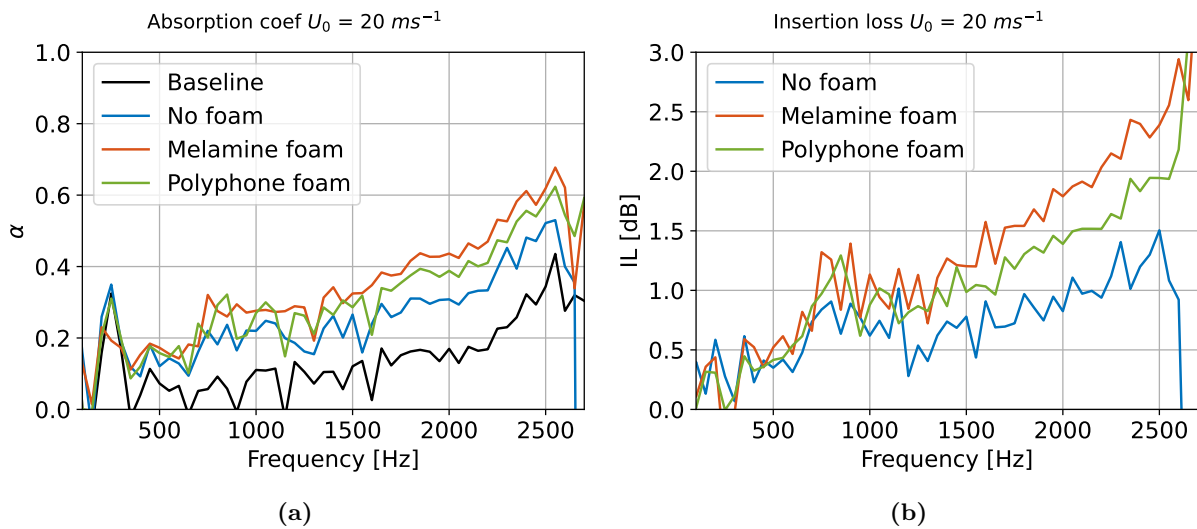 Absorption coef U₀ = 20 ms⁻¹
1.0
0.8
0.6
0.4
0.2
0.0
α
Baseline
No foam
Melamine foam
Polyphone foam
500 1000 1500 2000 2500
Frequency [Hz]
(a)
Insertion loss U₀ = 20 ms⁻¹
3.0
2.5
2.0
1.5
1.0
0.5
0.0
IL [dB]
No foam
Melamine foam
Polyphone foam
500 1000 1500 2000 2500
Frequency [Hz]
(b)